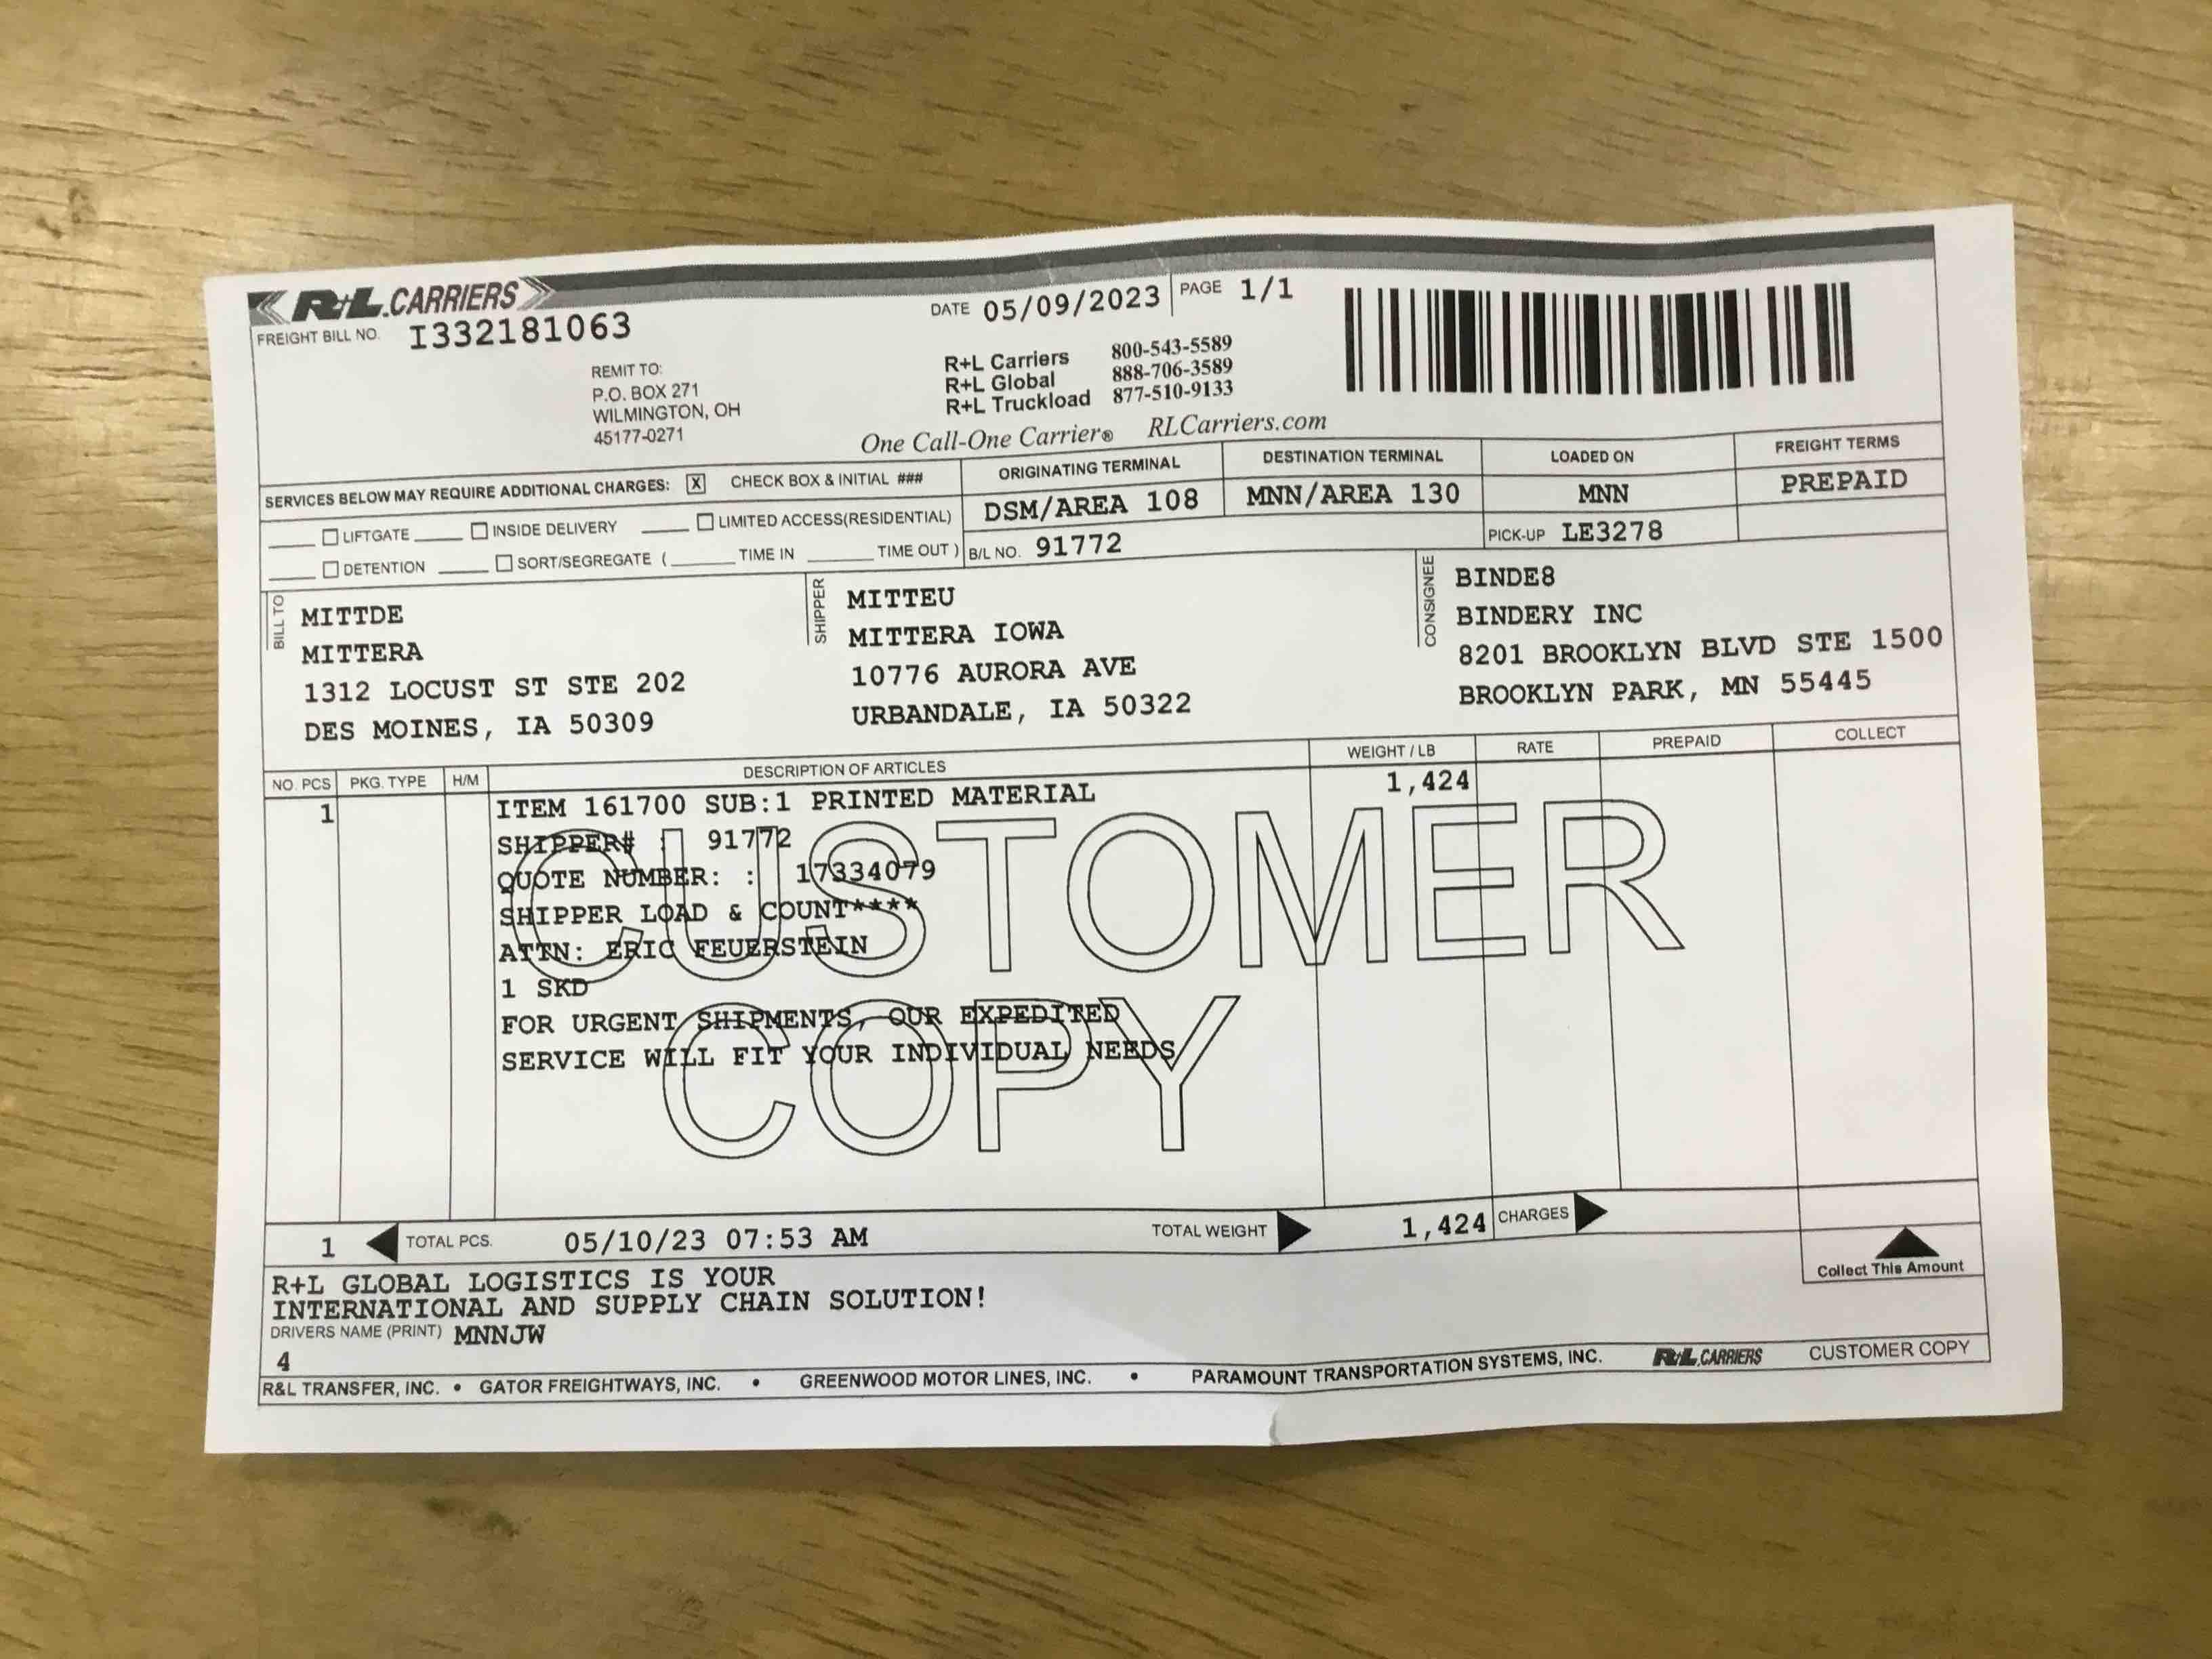 R+L CARRIERS
FREIGHT BILL NO. I332181063
DATE 05/09/2023 PAGE 1/1
REMIT TO:
P.O. BOX 271
WILMINGTON, OH
45177-0271
R+L Carriers 800-543-5589
R+L Global 888-706-3589
R+L Truckload 877-510-9133
One Call-One Carrier® RLCarriers.com
SERVICES BELOW MAY REQUIRE ADDITIONAL CHARGES: X CHECK BOX & INITIAL ###
LIFTGATE INSIDE DELIVERY LIMITED ACCESS(RESIDENTIAL)
DETENTION SORT/SEGREGATE ( TIME IN TIME OUT )
ORIGINATING TERMINAL DESTINATION TERMINAL LOADED ON FREIGHT TERMS
DSM/AREA 108 MNN/AREA 130 MNN PREPAID
B/L NO. 91772 PICK-UP LE3278
BILL TO
MITTDE
MITTERA
1312 LOCUST ST STE 202
DES MOINES, IA 50309
SHIPPER
MITTEU
MITTERA IOWA
10776 AURORA AVE
URBANDALE, IA 50322
CONSIGNEE
BINDE8
BINDERY INC
8201 BROOKLYN BLVD STE 1500
BROOKLYN PARK, MN 55445
NO. PCS PKG. TYPE H/M DESCRIPTION OF ARTICLES WEIGHT / LB RATE PREPAID COLLECT
1 ITEM 161700 SUB:1 PRINTED MATERIAL 1,424
SHIPPER# : 91772
QUOTE NUMBER: : 17334079
SHIPPER LOAD & COUNT****
ATTN: ERIC FEUERSTEIN
1 SKD
FOR URGENT SHIPMENTS, OUR EXPEDITED
SERVICE WILL FIT YOUR INDIVIDUAL NEEDS
CUSTOMER
COPY
1 TOTAL PCS. 05/10/23 07:53 AM TOTAL WEIGHT 1,424 CHARGES
Collect This Amount
R+L GLOBAL LOGISTICS IS YOUR
INTERNATIONAL AND SUPPLY CHAIN SOLUTION!
DRIVERS NAME (PRINT) MNNJW
4
R&L TRANSFER, INC. • GATOR FREIGHTWAYS, INC. • GREENWOOD MOTOR LINES, INC. • PARAMOUNT TRANSPORTATION SYSTEMS, INC. R+L CARRIERS CUSTOMER COPY